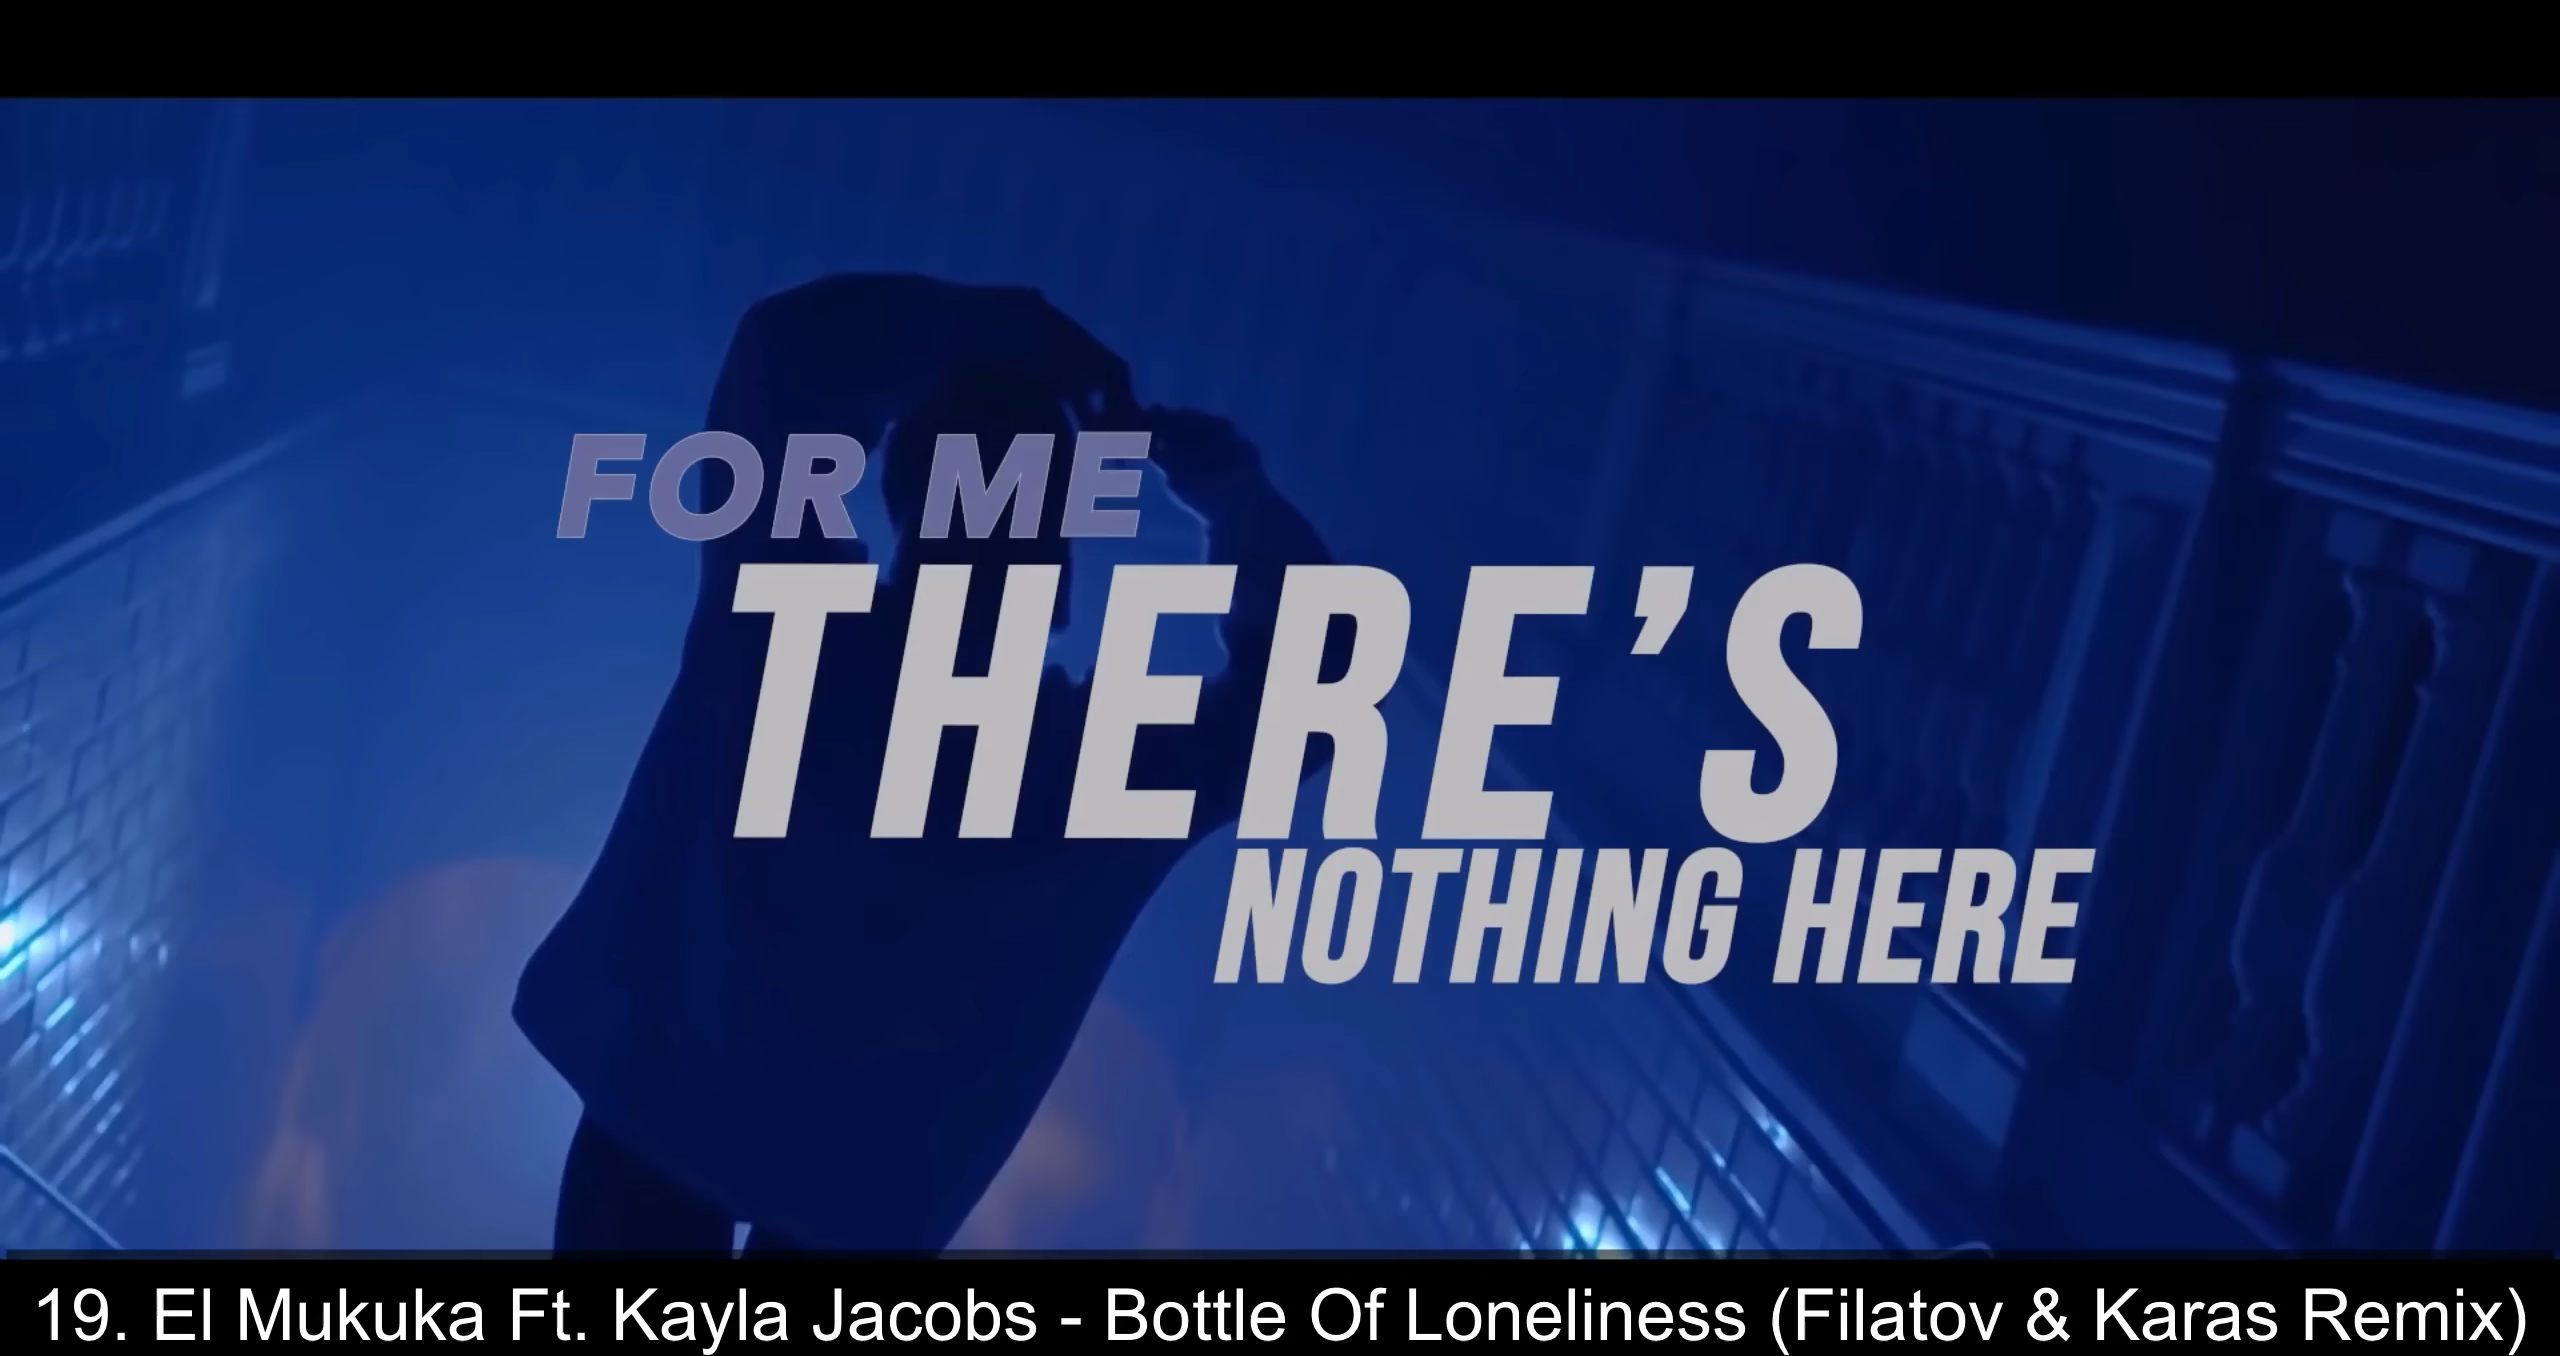 FOR ME
THERE’S
NOTHING HERE
19. El Mukuka Ft. Kayla Jacobs - Bottle Of Loneliness (Filatov & Karas Remix)